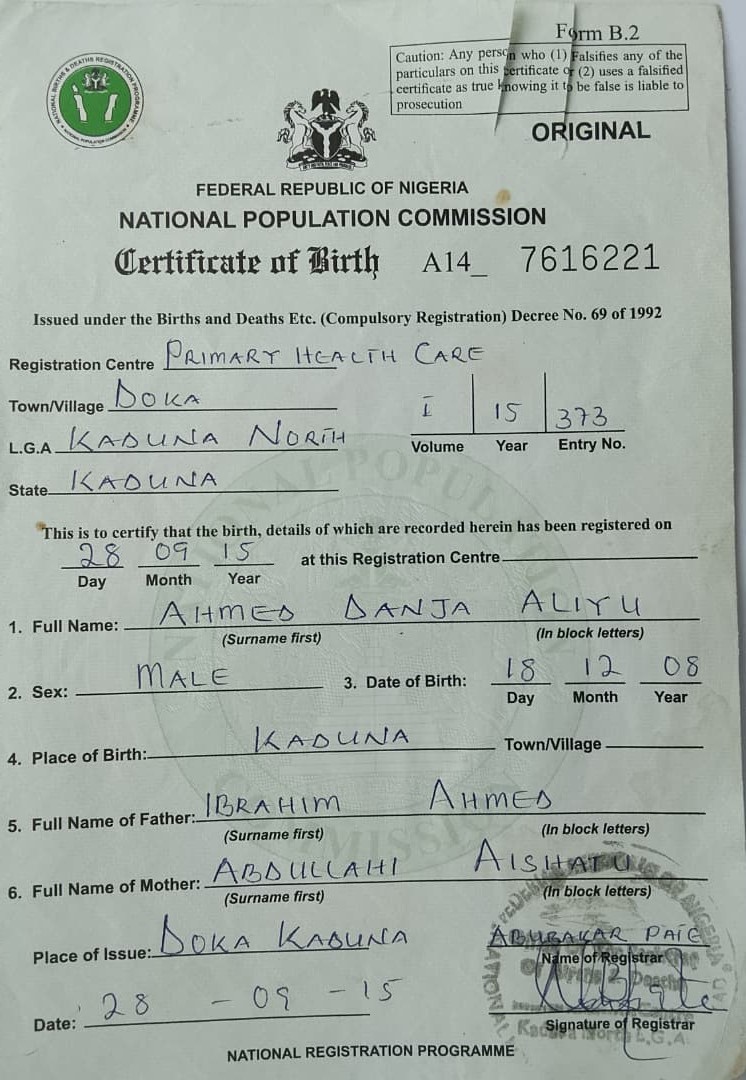 Form B.2
Caution: Any person who (1) Falsifies any of the
particulars on this certificate or (2) uses a falsified
certificate as true knowing it to be false is liable to
prosecution
ORIGINAL
FEDERAL REPUBLIC OF NIGERIA
NATIONAL POPULATION COMMISSION
Certificate of Birth A14_ 7616221
Issued under the Births and Deaths Etc. (Compulsory Registration) Decree No. 69 of 1992
Registration Centre PRIMARY HEALTH CARE
Town/Village DOKA
L.G.A KADUNA NORTH
State KADUNA
I 15 373
Volume Year Entry No.
This is to certify that the birth, details of which are recorded herein has been registered on
28 09 15 at this Registration Centre
Day Month Year
1. Full Name: AHMED DANJA ALIYU
(Surname first) (In block letters)
2. Sex: MALE 3. Date of Birth: 18 12 08
Day Month Year
4. Place of Birth: KADUNA Town/Village
5. Full Name of Father: IBRAHIM AHMED
(Surname first) (In block letters)
6. Full Name of Mother: ABDULLAHI AISHATU
(Surname first) (In block letters)
Place of Issue: DOKA KADUNA ABUBAKAR
Name of Registrar
Date: 28 - 09 - 15
Signature of Registrar
NATIONAL REGISTRATION PROGRAMME